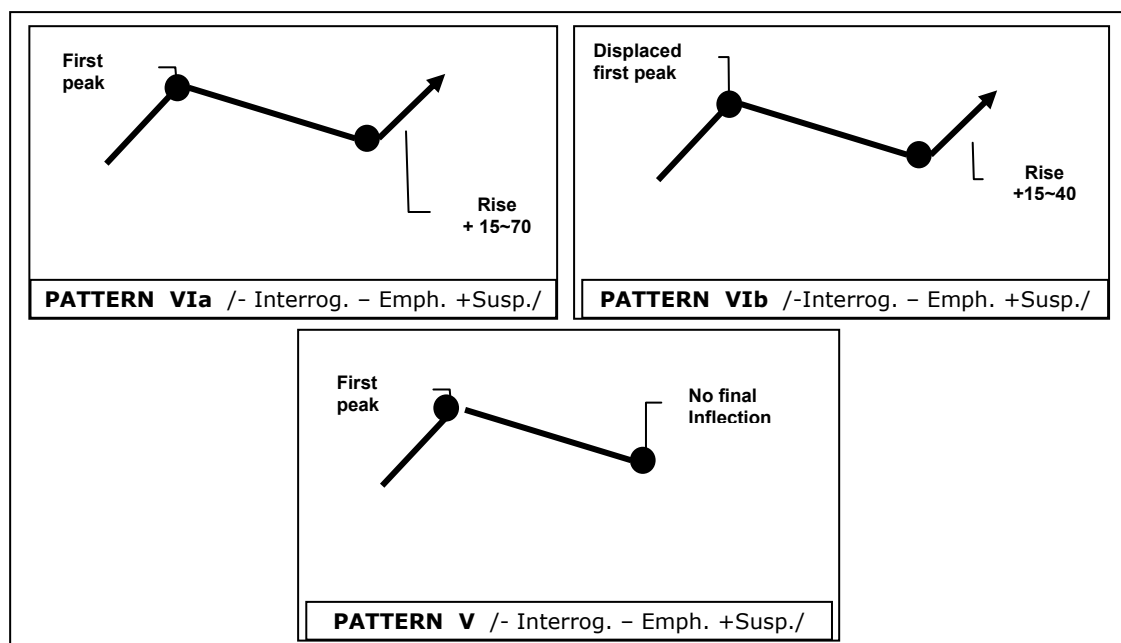 First
peak
Rise
+ 15~70
PATTERN VIa /- Interrog. – Emph. +Susp./
Displaced
first peak
Rise
+15~40
PATTERN VIb /-Interrog. – Emph. +Susp./
First
peak
No final
Inflection
PATTERN V /- Interrog. – Emph. +Susp./